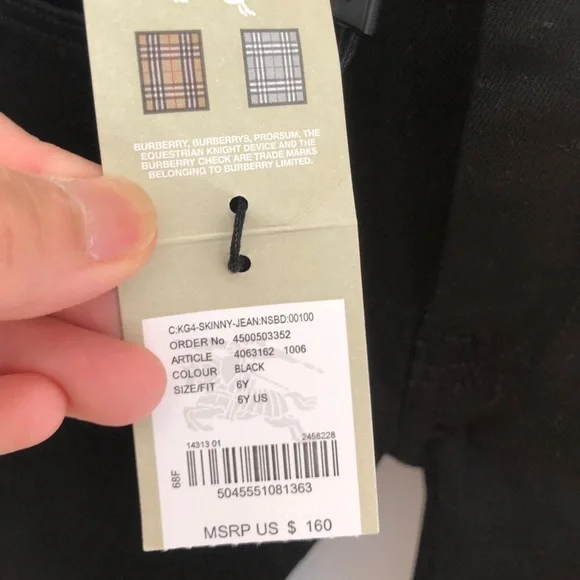 BURBERRY, BURBERRYS, PRORSUM, THE
EQUESTRIAN KNIGHT DEVICE AND THE
BURBERRY CHECK ARE TRADE MARKS
BELONGING TO BURBERRY LIMITED.
C:KG4-SKINNY-JEAN:NSBD:00100
ORDER No 4500503352
ARTICLE 4063162 1006
COLOUR BLACK
SIZE/FIT 6Y
6Y US
14313 01 2458228
68F
5045551081363
MSRP US $ 160